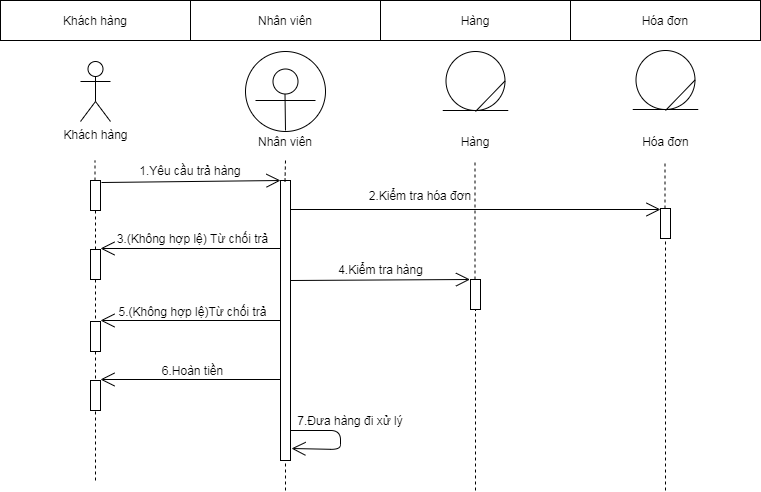 Khách hàng
Nhân viên
Hàng
Hóa đơn
Khách hàng
Nhân viên
Hàng
Hóa đơn
1.Yêu cầu trả hàng
2.Kiểm tra hóa đơn
3.(Không hợp lệ) Từ chối trả
4.Kiểm tra hàng
5.(Không hợp lệ)Từ chối trả
6.Hoàn tiền
7.Đưa hàng đi xử lý